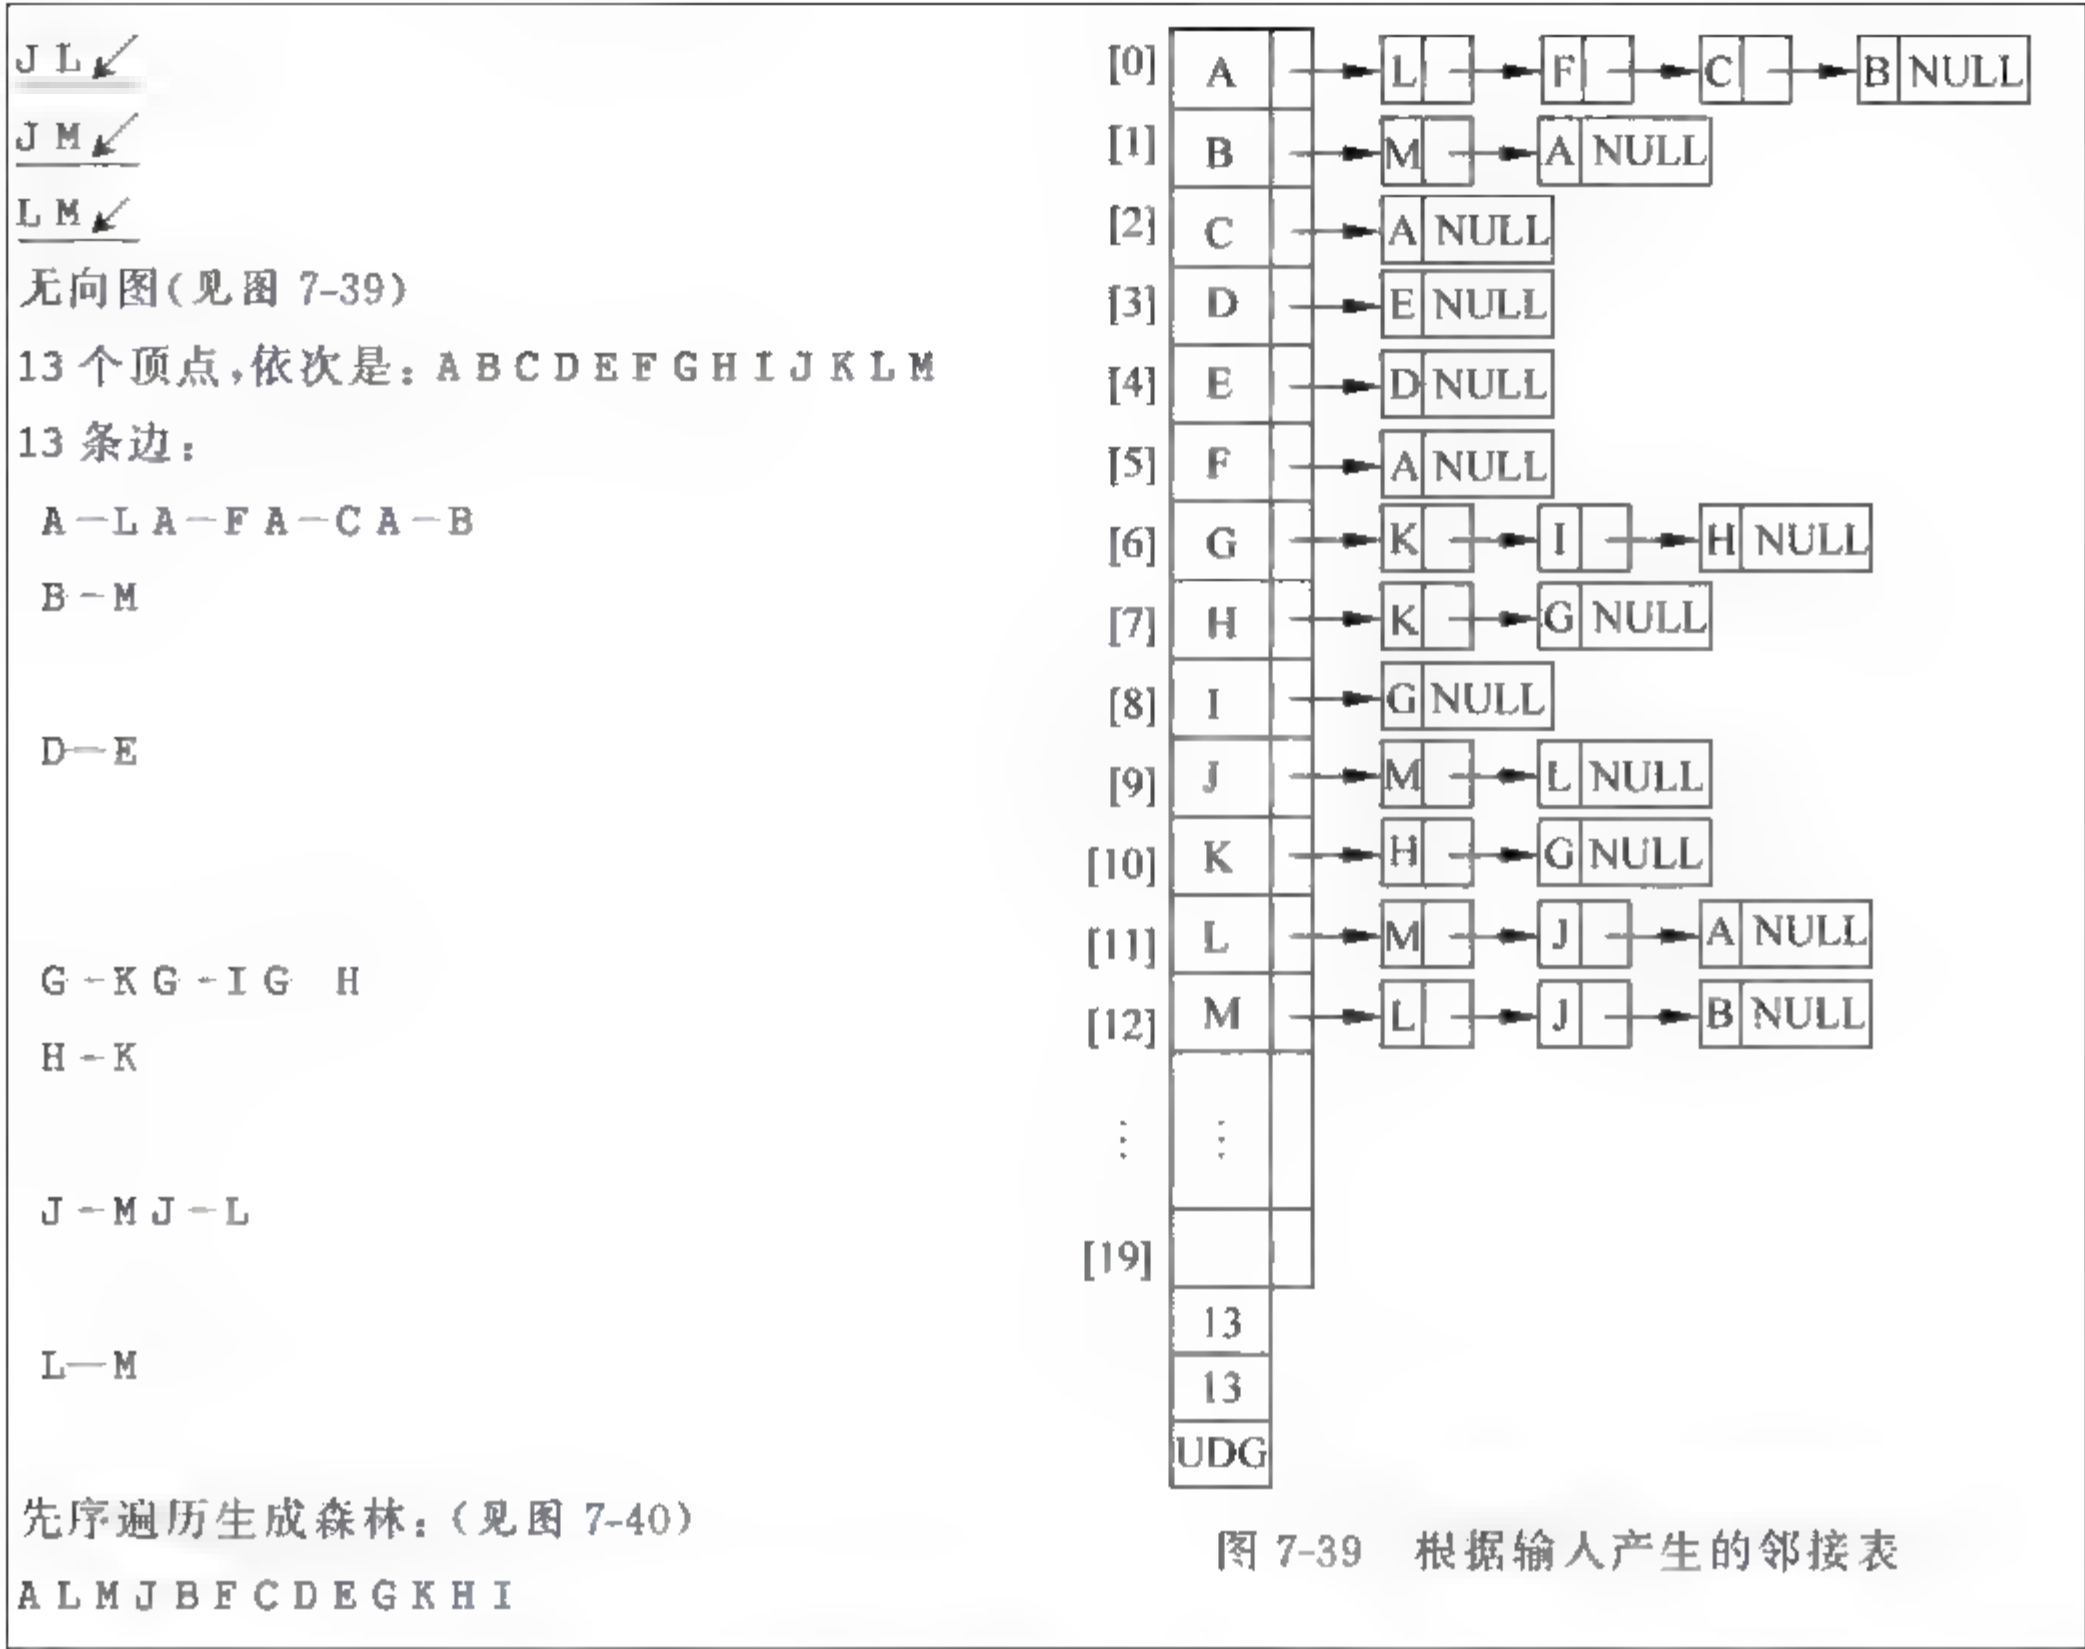 J L↙
J M↙
L M↙
无向图(见图 7-39)
13 个顶点,依次是: A B C D E F G H I J K L M
13 条边:
A—L A—F A—C A—B
B—M
D—E
G—K G—I G H
H—K
J—M J—L
L—M
先序遍历生成森林:(见图 7-40)
A L M J B F C D E G K H I
[0] A L F C B NULL
[1] B M A NULL
[2] C A NULL
[3] D E NULL
[4] E D NULL
[5] F A NULL
[6] G K I H NULL
[7] H K G NULL
[8] I G NULL
[9] J M L NULL
[10] K H G NULL
[11] L M J A NULL
[12] M L J B NULL
⋮ ⋮
[19]
13
13
UDG
图 7-39 根据输人产生的邻接表